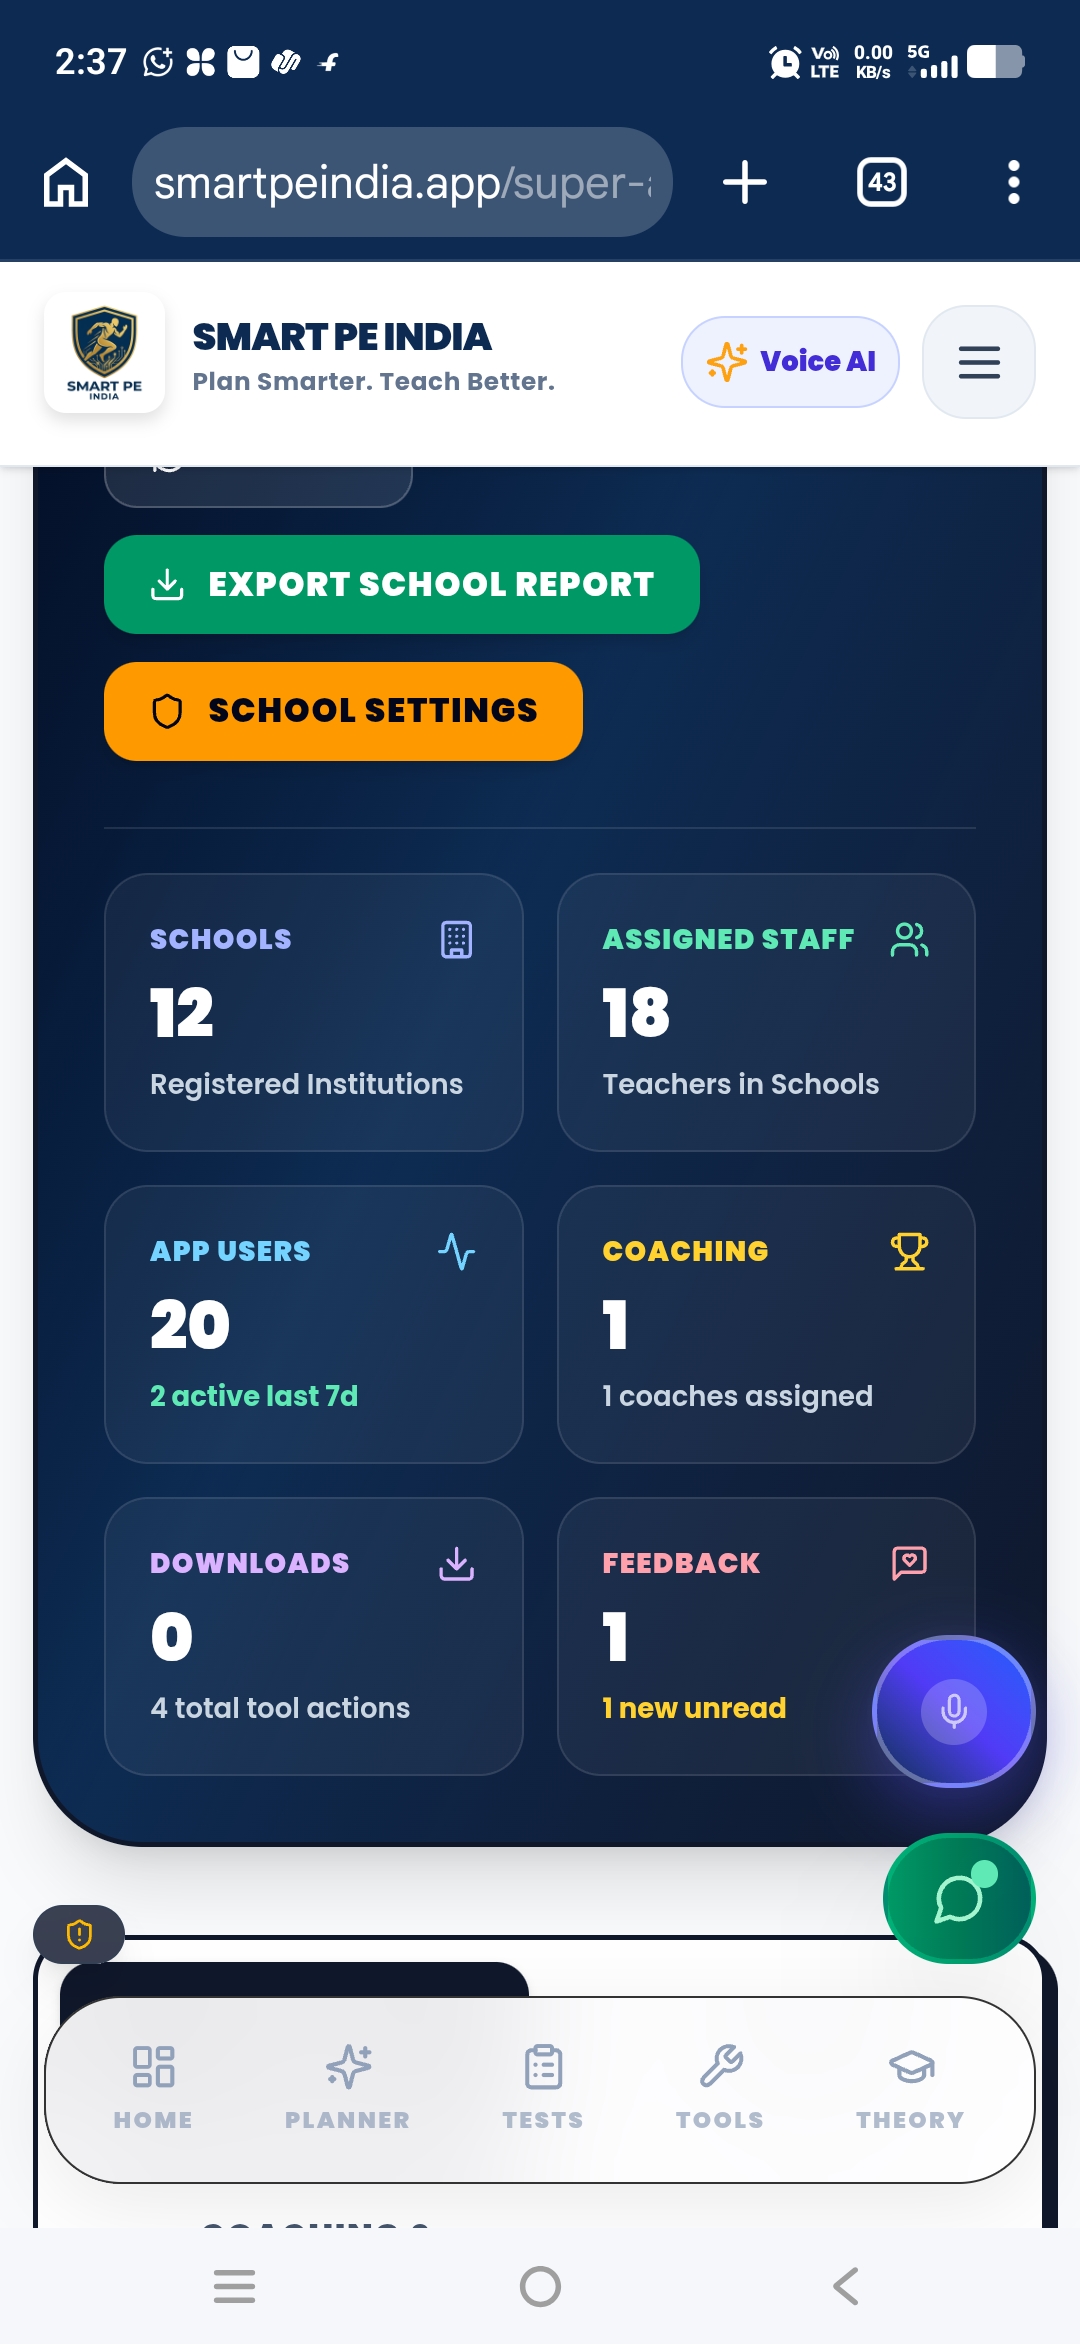 2:37
Vo)) LTE
0.00 KB/s
5G
smartpeindia.app/super-
43
SMART PE
INDIA
SMART PE INDIA
Plan Smarter. Teach Better.
Voice AI
EXPORT SCHOOL REPORT
SCHOOL SETTINGS
SCHOOLS
12
Registered Institutions
ASSIGNED STAFF
18
Teachers in Schools
APP USERS
20
2 active last 7d
COACHING
1
1 coaches assigned
DOWNLOADS
0
4 total tool actions
FEEDBACK
1
1 new unread
HOME
PLANNER
TESTS
TOOLS
THEORY